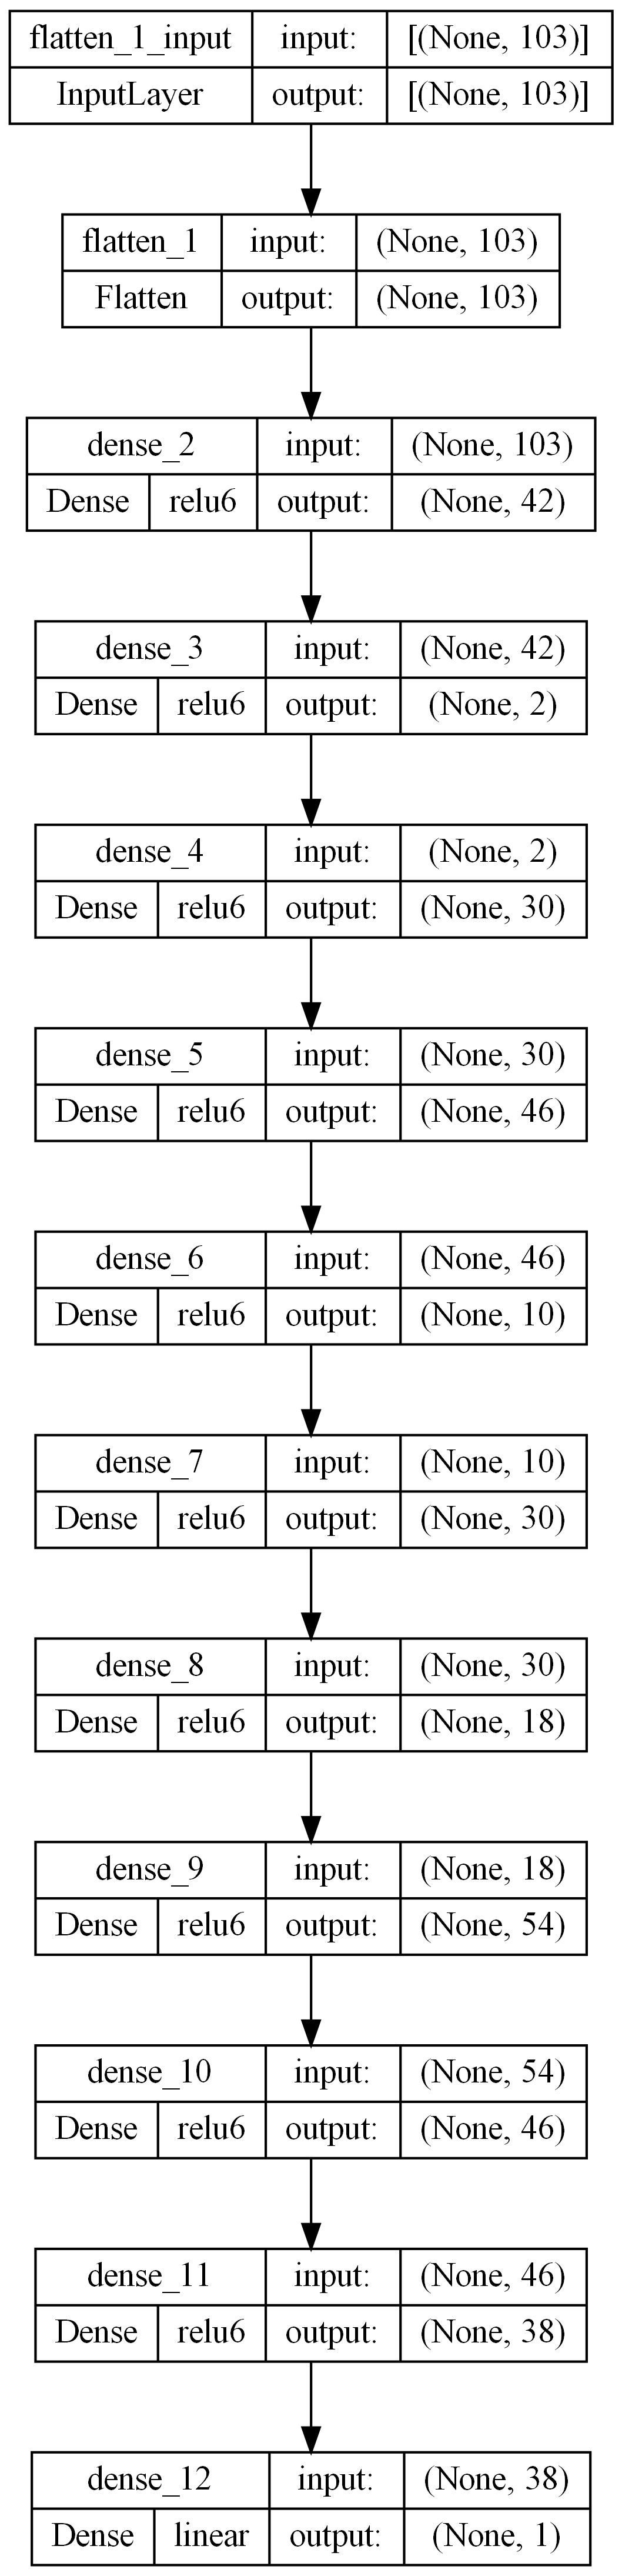 flatten_1_input input: [(None, 103)]
InputLayer output: [(None, 103)]
flatten_1 input: (None, 103)
Flatten output: (None, 103)
dense_2 input: (None, 103)
Dense relu6 output: (None, 42)
dense_3 input: (None, 42)
Dense relu6 output: (None, 2)
dense_4 input: (None, 2)
Dense relu6 output: (None, 30)
dense_5 input: (None, 30)
Dense relu6 output: (None, 46)
dense_6 input: (None, 46)
Dense relu6 output: (None, 10)
dense_7 input: (None, 10)
Dense relu6 output: (None, 30)
dense_8 input: (None, 30)
Dense relu6 output: (None, 18)
dense_9 input: (None, 18)
Dense relu6 output: (None, 54)
dense_10 input: (None, 54)
Dense relu6 output: (None, 46)
dense_11 input: (None, 46)
Dense relu6 output: (None, 38)
dense_12 input: (None, 38)
Dense linear output: (None, 1)